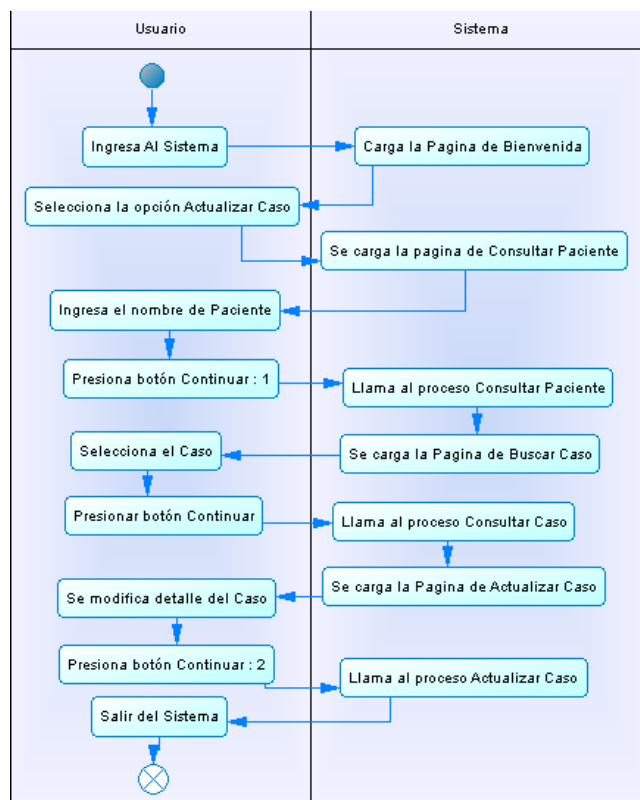 Usuario
Sistema
Ingresa Al Sistema
Carga la Pagina de Bienvenida
Selecciona la opción Actualizar Caso
Se carga la pagina de Consultar Paciente
Ingresa el nombre de Paciente
Presiona botón Continuar : 1
Llama al proceso Consultar Paciente
Selecciona el Caso
Se carga la Pagina de Buscar Caso
Presionar botón Continuar
Llama al proceso Consultar Caso
Se carga la Pagina de Actualizar Caso
Se modifica detalle del Caso
Presiona botón Continuar : 2
Llama al proceso Actualizar Caso
Salir del Sistema